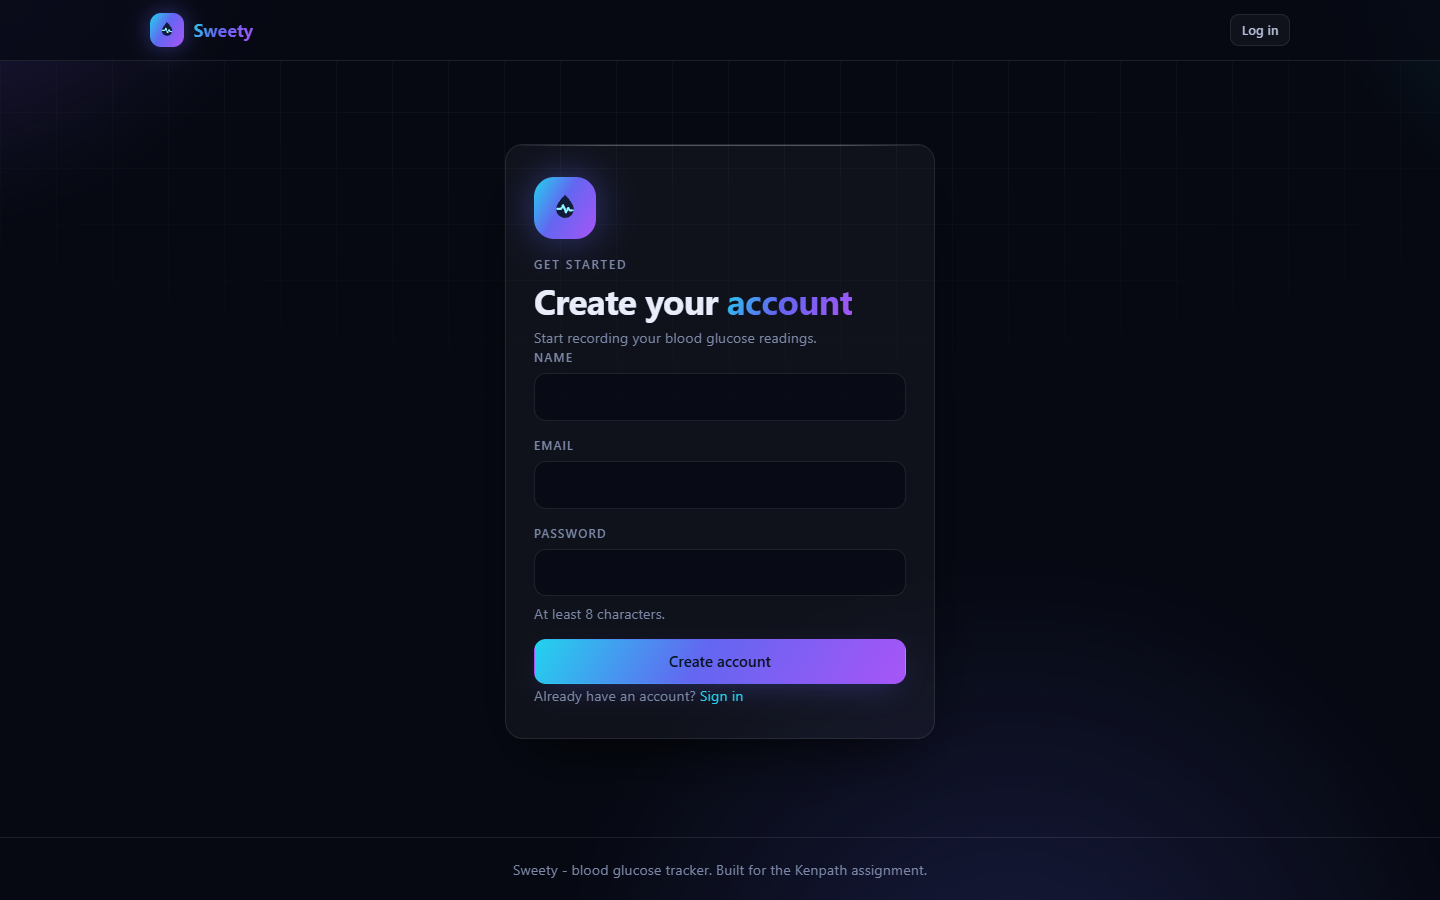 Sweety
Log in
GET STARTED
Create your account
Start recording your blood glucose readings.
NAME
EMAIL
PASSWORD
At least 8 characters.
Create account
Already have an account? Sign in
Sweety - blood glucose tracker. Built for the Kenpath assignment.